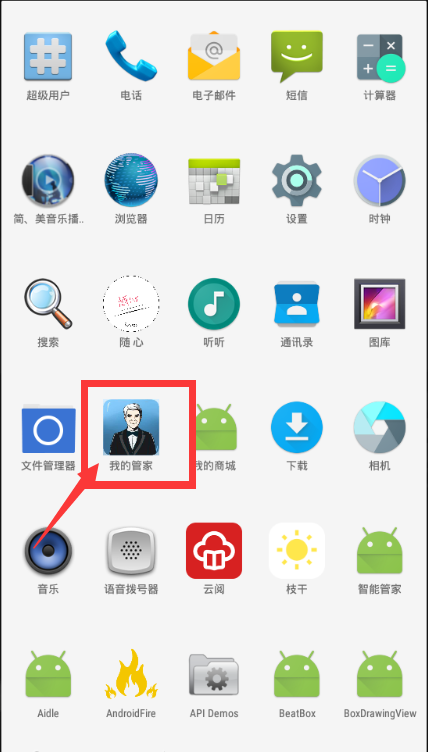 超级用户 电话 电子邮件 短信 计算器
简、美音乐播.. 浏览器 日历 设置 时钟
搜索 随心 听听 通讯录 图库
文件管理器 我的管家 我的商城 下载 相机
音乐 语音拨号器 云阅 枝干 智能管家
Aidle AndroidFire API Demos BeatBox BoxDrawingView